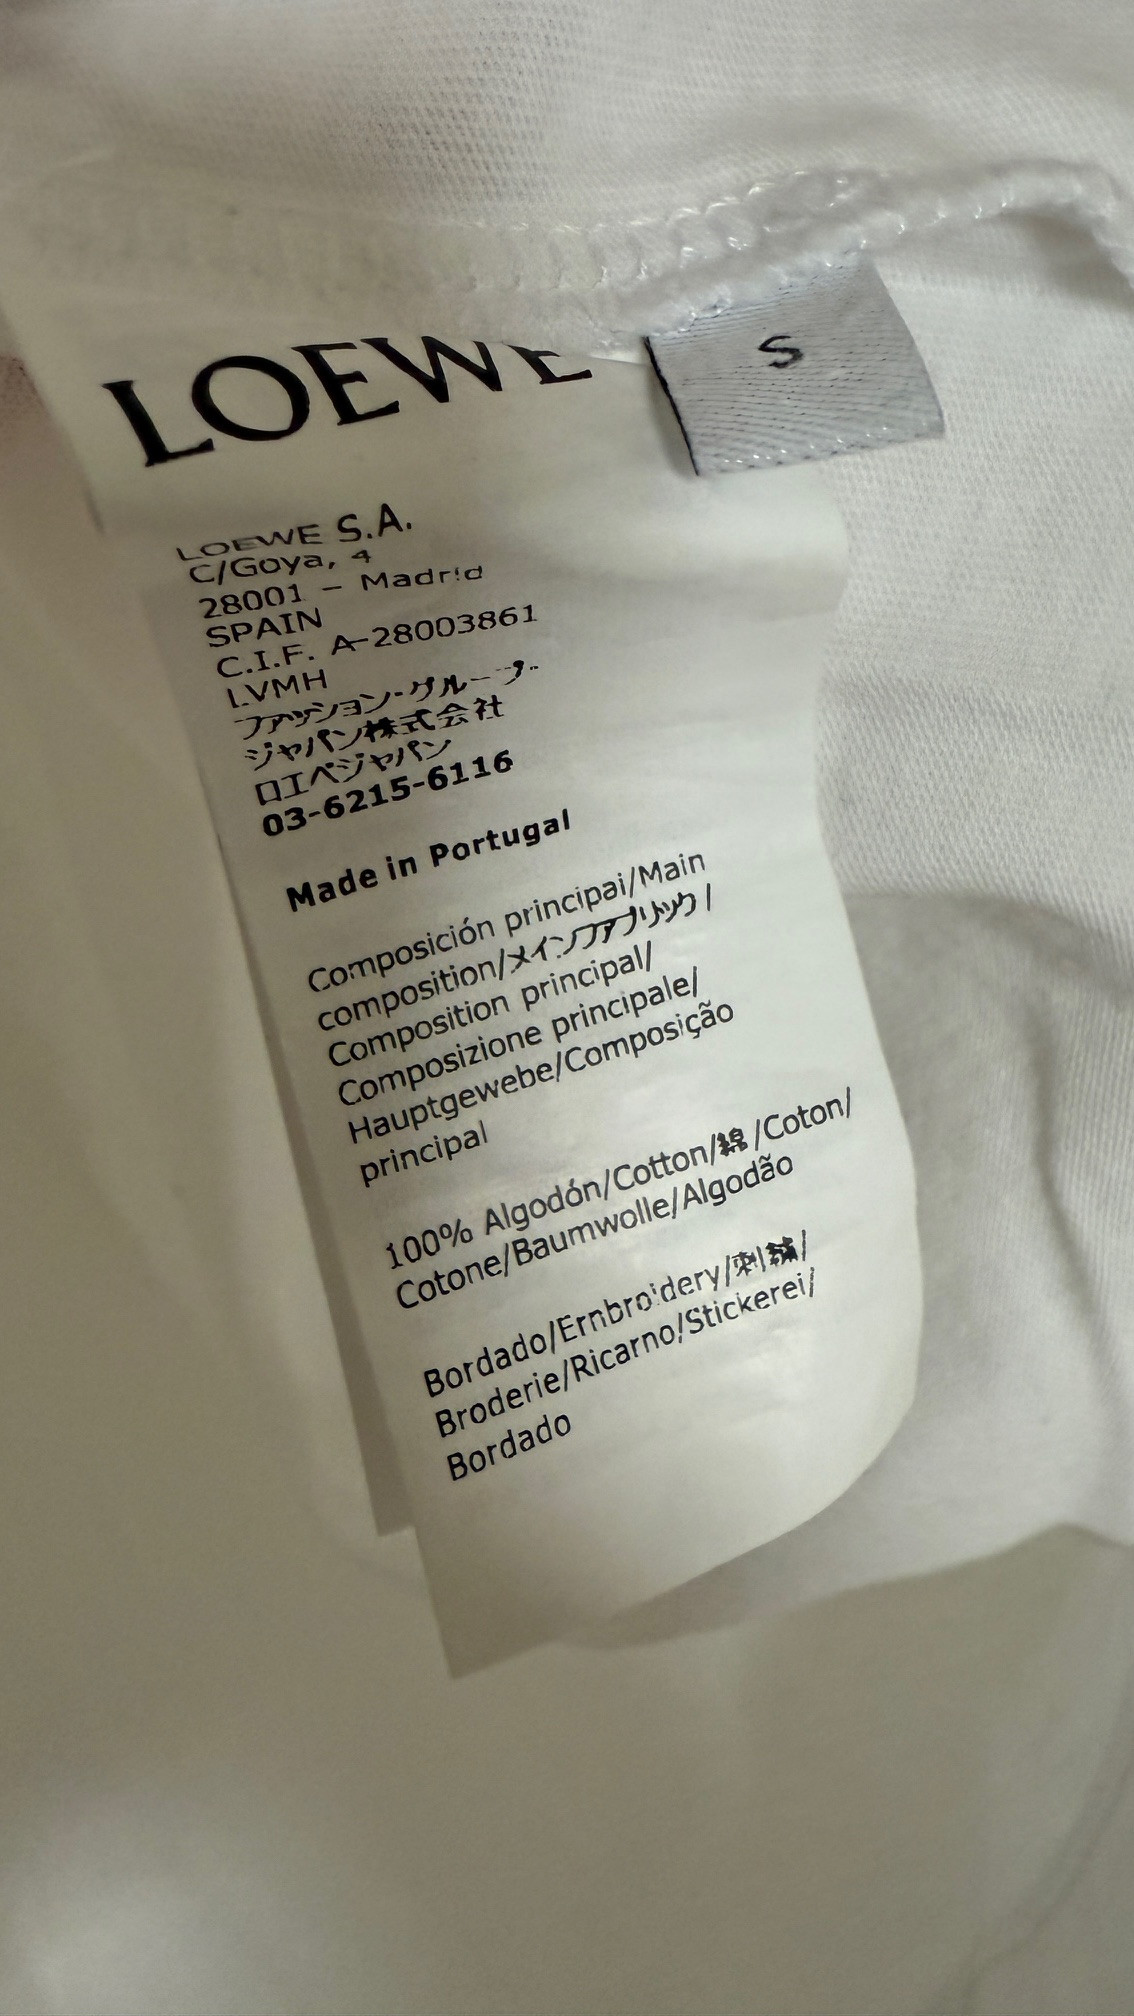 LOEWE
S
LOEWE S.A.
C/Goya, 4
28001 - Madrid
SPAIN
C.I.F. A-28003861
LVMH
ファッション・グループ・
ジャパン株式会社
ロエベジャパン
03-6215-6116
Made in Portugal
Composición principal/Main
composition/メインファブリック/
Composition principal/
Composizione principale/
Hauptgewebe/Composição
principal
100% Algodón/Cotton/綿/Coton/
Cotone/Baumwolle/Algodão
Bordado/Embroidery/刺繍/
Broderie/Ricamo/Stickerei/
Bordado